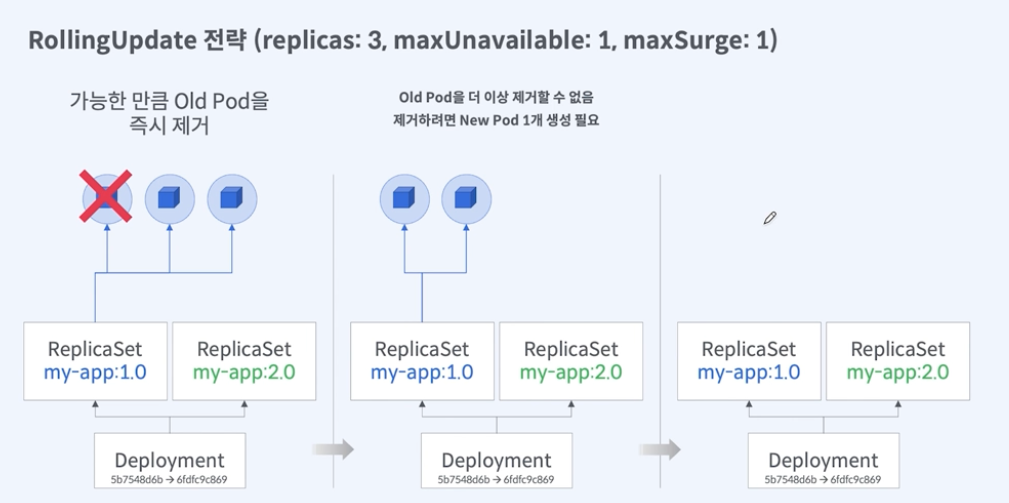 RollingUpdate 전략 (replicas: 3, maxUnavailable: 1, maxSurge: 1)
가능한 만큼 Old Pod을
즉시 제거
Old Pod을 더 이상 제거할 수 없음
제거하려면 New Pod 1개 생성 필요
ReplicaSet
my-app:1.0
ReplicaSet
my-app:2.0
Deployment
5b7548d6b → 6fdfc9c869
ReplicaSet
my-app:1.0
ReplicaSet
my-app:2.0
Deployment
5b7548d6b → 6fdfc9c869
ReplicaSet
my-app:1.0
ReplicaSet
my-app:2.0
Deployment
5b7548d6b → 6fdfc9c869